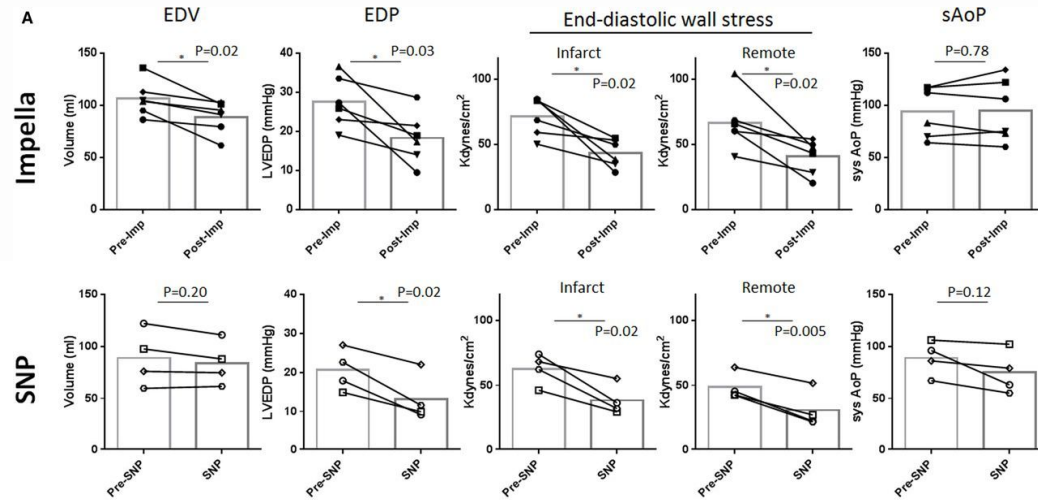 A
EDV
EDP
End-diastolic wall stress
sAoP
Impella
Infarct
Remote
150
100
50
0
Volume (ml)
*
P=0.02
Pre-Imp
Post-Imp
40
30
20
10
0
LVEDP (mmHg)
*
P=0.03
Pre-Imp
Post-Imp
100
50
0
Kdynes/cm²
*
P=0.02
Pre-Imp
Post-Imp
100
50
0
Kdynes/cm²
*
P=0.02
Pre-Imp
Post-Imp
150
100
50
0
sys AoP (mmHg)
P=0.78
Pre-Imp
Post-Imp
SNP
150
100
50
0
Volume (ml)
P=0.20
Pre-SNP
SNP
40
30
20
10
0
LVEDP (mmHg)
*
P=0.02
Pre-SNP
SNP
Infarct
100
50
0
Kdynes/cm²
*
P=0.02
Pre-SNP
SNP
Remote
100
50
0
Kdynes/cm²
*
P=0.005
Pre-SNP
SNP
150
100
50
0
sys AoP (mmHg)
P=0.12
Pre-SNP
SNP